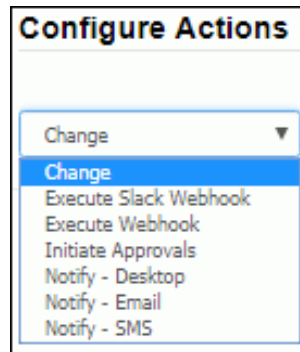 Configure Actions
Change
Change
Execute Slack Webhook
Execute Webhook
Initiate Approvals
Notify - Desktop
Notify - Email
Notify - SMS